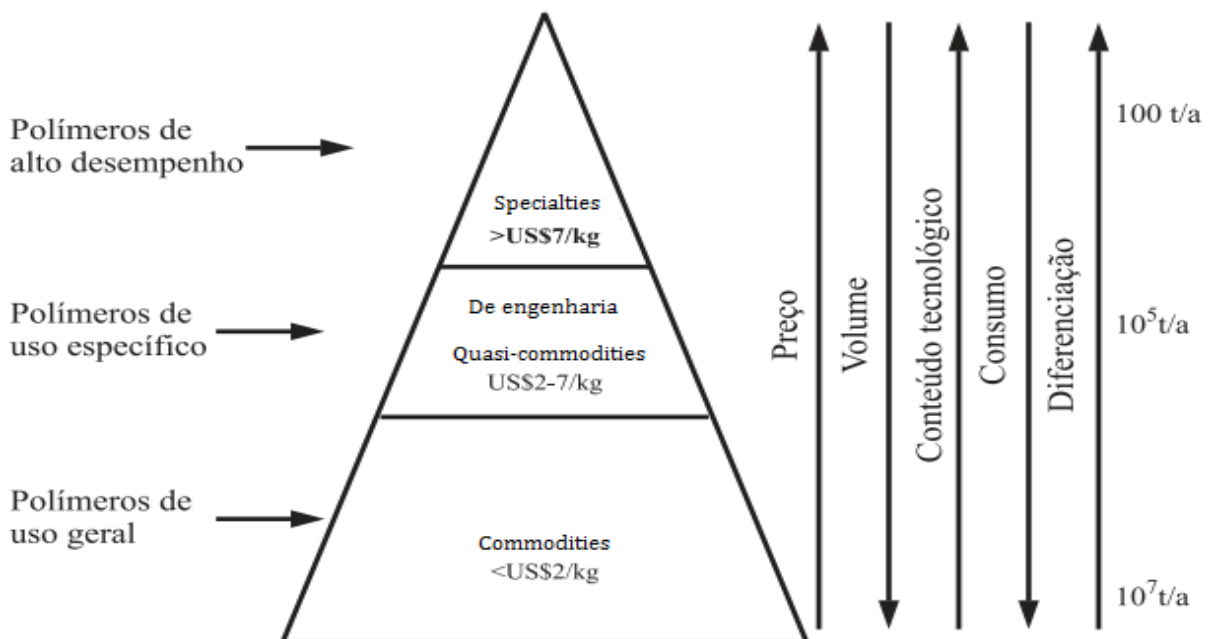 Polímeros de
alto desempenho
Specialties
>US$7/kg
Polímeros de
uso específico
De engenharia
Quasi-commodities
US$2-7/kg
Polímeros de
uso geral
Commodities
<US$2/kg
Preço
Volume
Conteúdo tecnológico
Consumo
Diferenciação
100 t/a
10⁵t/a
10⁷t/a